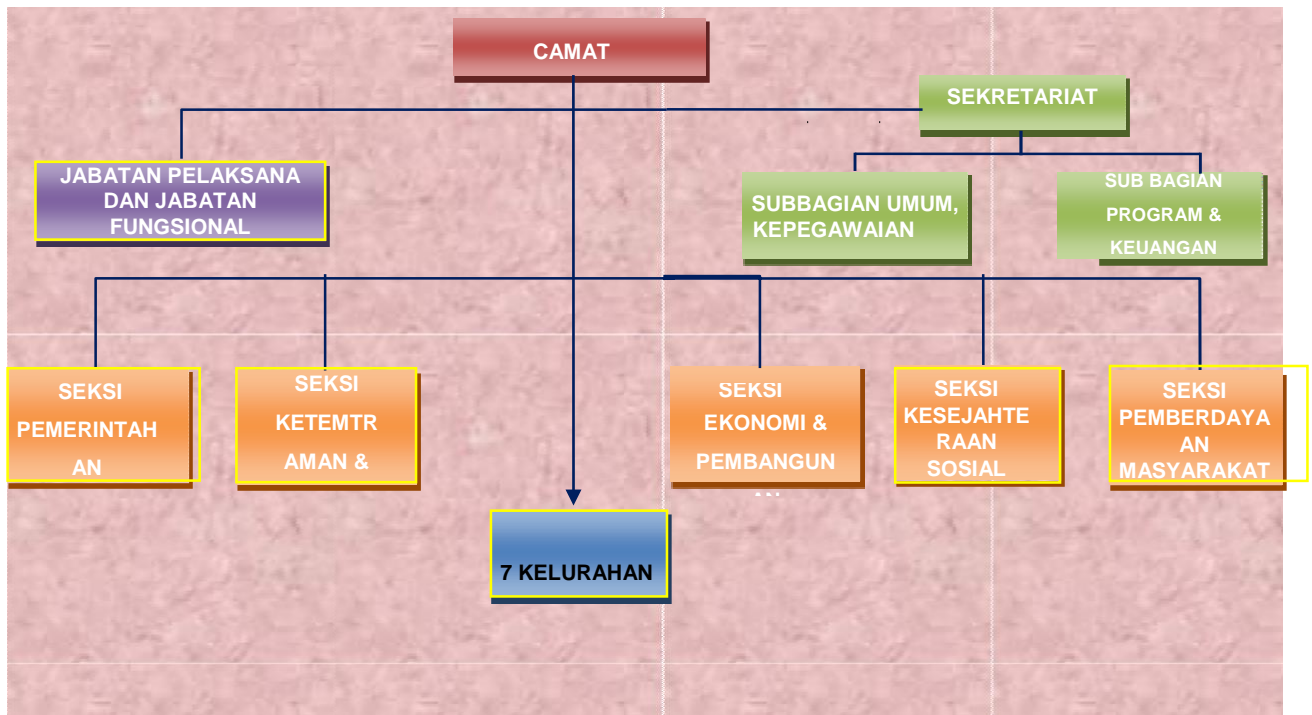 CAMAT
SEKRETARIAT
JABATAN PELAKSANA
DAN JABATAN
FUNGSIONAL
SUBBAGIAN UMUM,
KEPEGAWAIAN
SUB BAGIAN
PROGRAM &
KEUANGAN
SEKSI
PEMERINTAH
AN
SEKSI
KETEMTR
AMAN &
SEKSI
EKONOMI &
PEMBANGUN
AN
SEKSI
KESEJAHTE
RAAN
SOSIAL
SEKSI
PEMBERDAYA
AN
MASYARAKAT
7 KELURAHAN